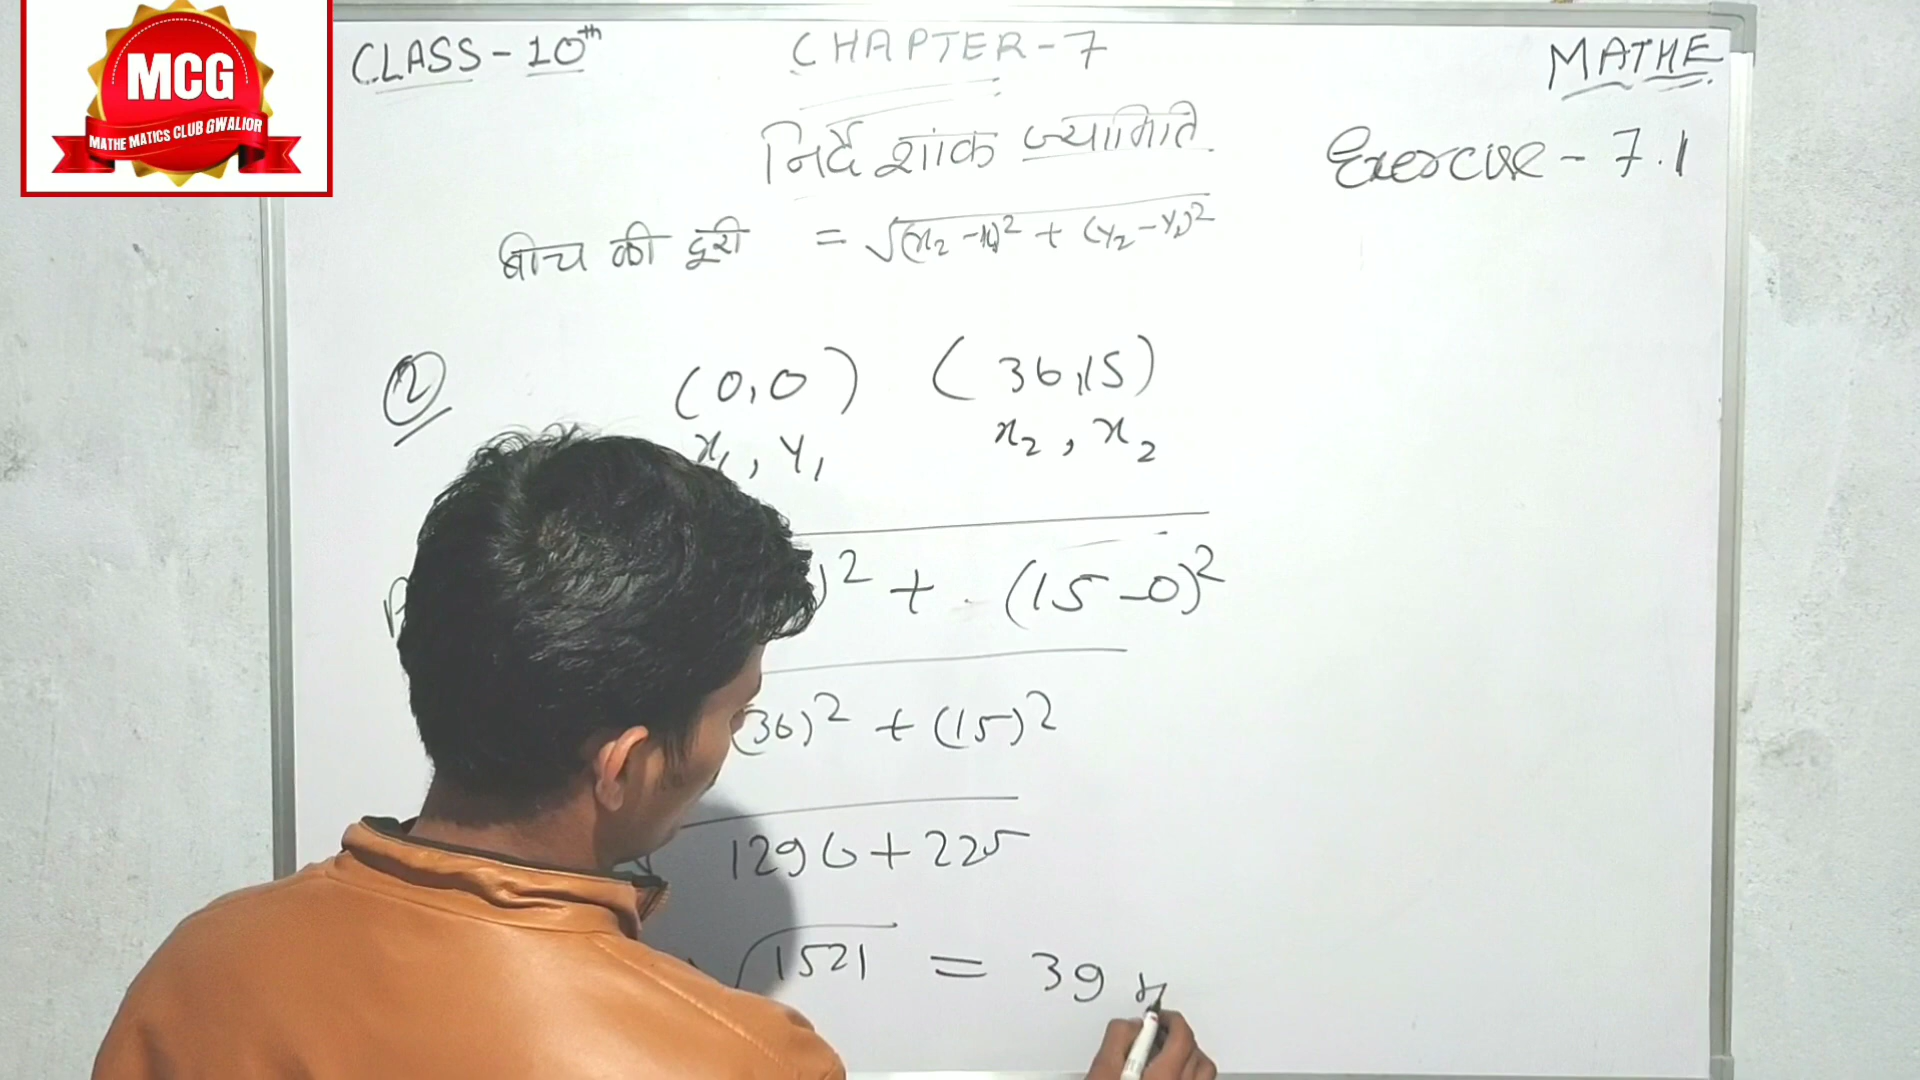 MCG
MATHE MATICS CLUB GWALIOR
CLASS - 10th
CHAPTER - 7
MATHE
निर्देशांक ज्यामिति
Exercise - 7.1
बीच की दूरी = √(x₂ - x₁)² + (y₂ - y₁)²
② (0,0) (36,15)
x₁, y₁ x₂, x₂
)² + (15 - 0)²
(36)² + (15)²
√1296 + 225
√1521 = 39